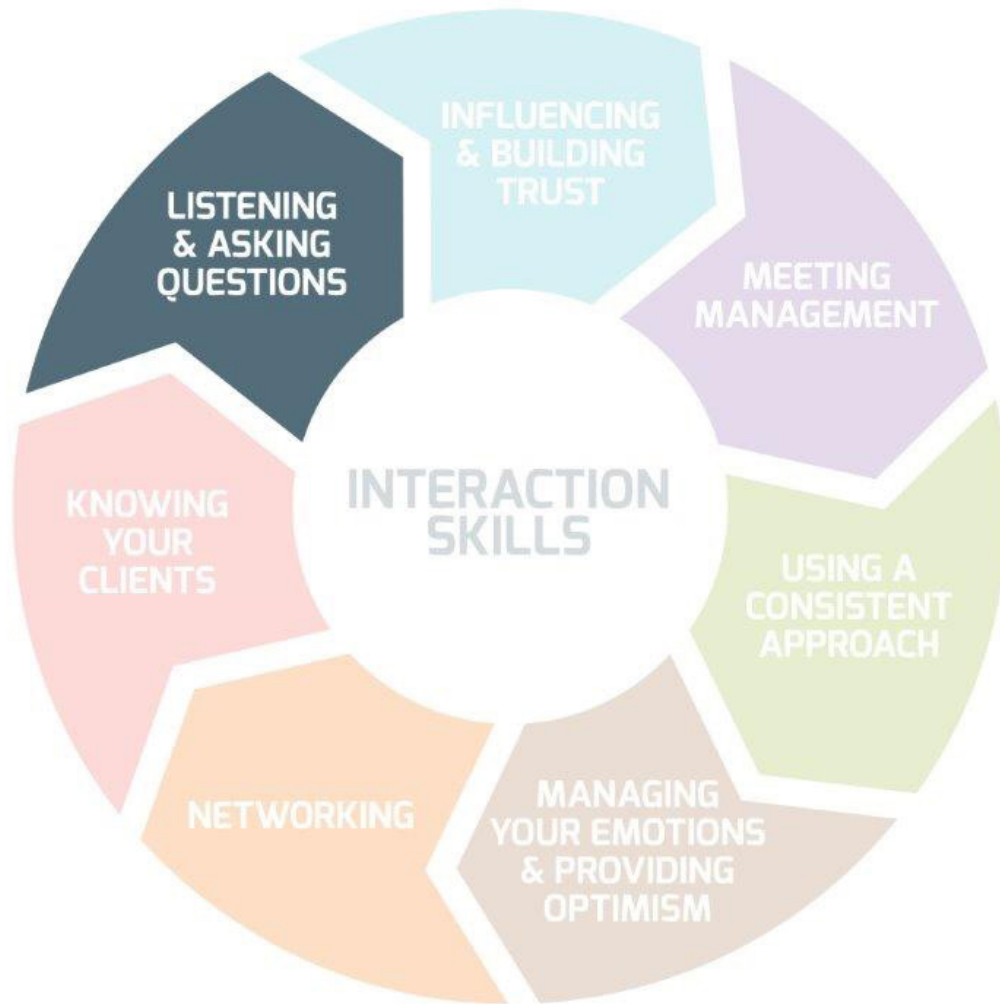 INFLUENCING
& BUILDING
TRUST
MEETING
MANAGEMENT
USING A
CONSISTENT
APPROACH
MANAGING
YOUR EMOTIONS
& PROVIDING
OPTIMISM
NETWORKING
KNOWING
YOUR
CLIENTS
LISTENING
& ASKING
QUESTIONS
INTERACTION
SKILLS